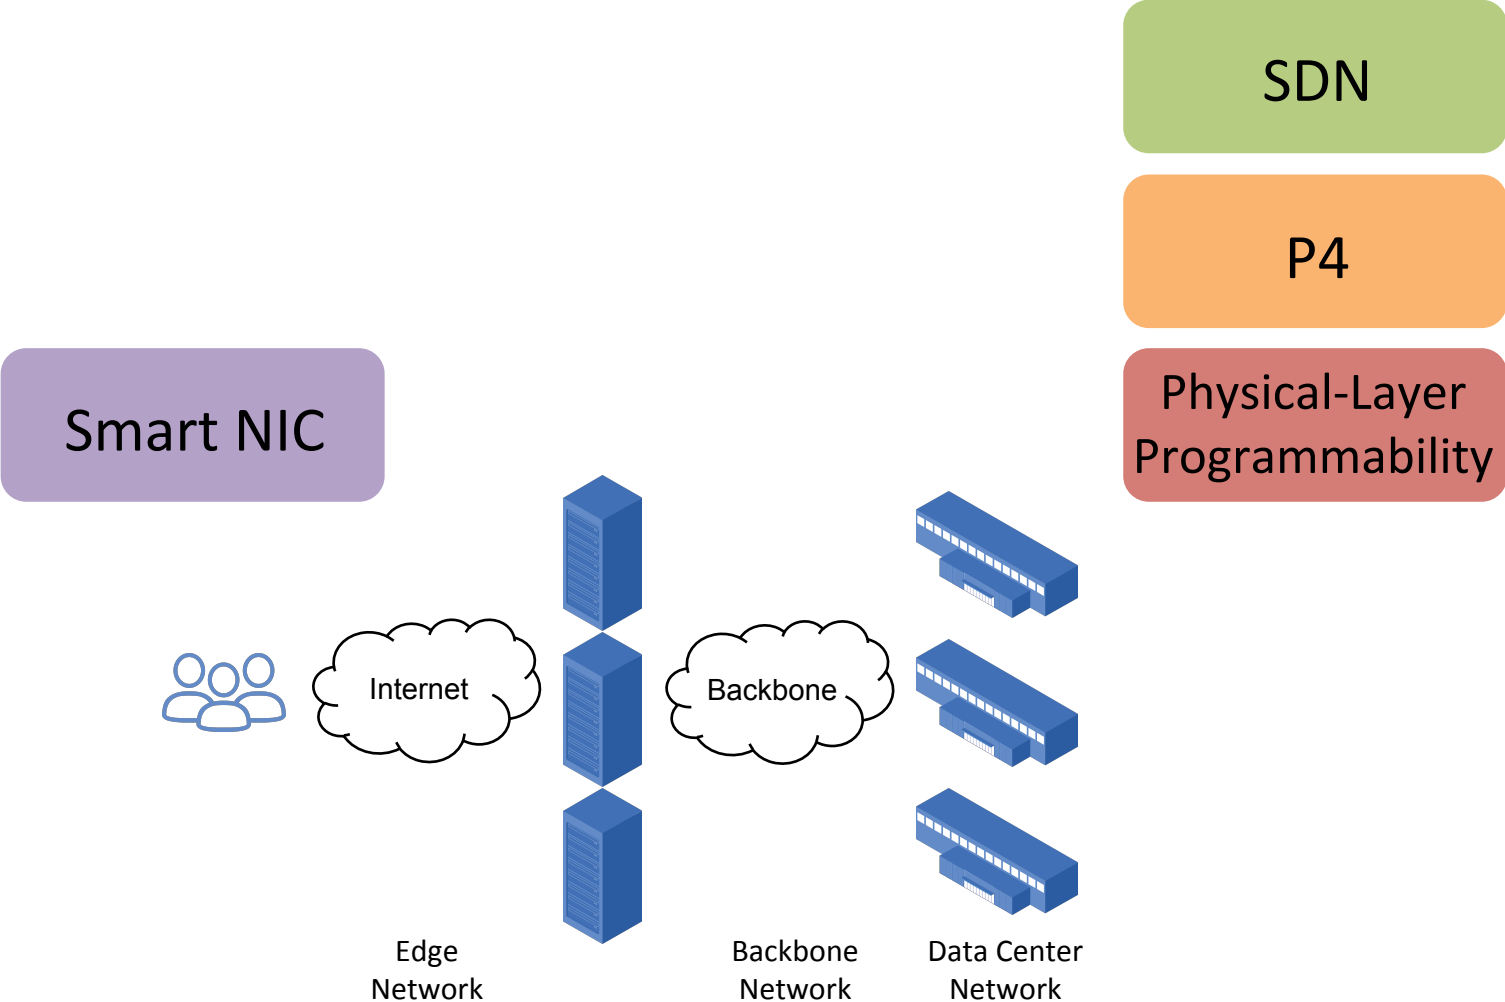 SDN
P4
Smart NIC
Physical-Layer
Programmability
Internet
Backbone
Edge
Network
Backbone
Network
Data Center
Network